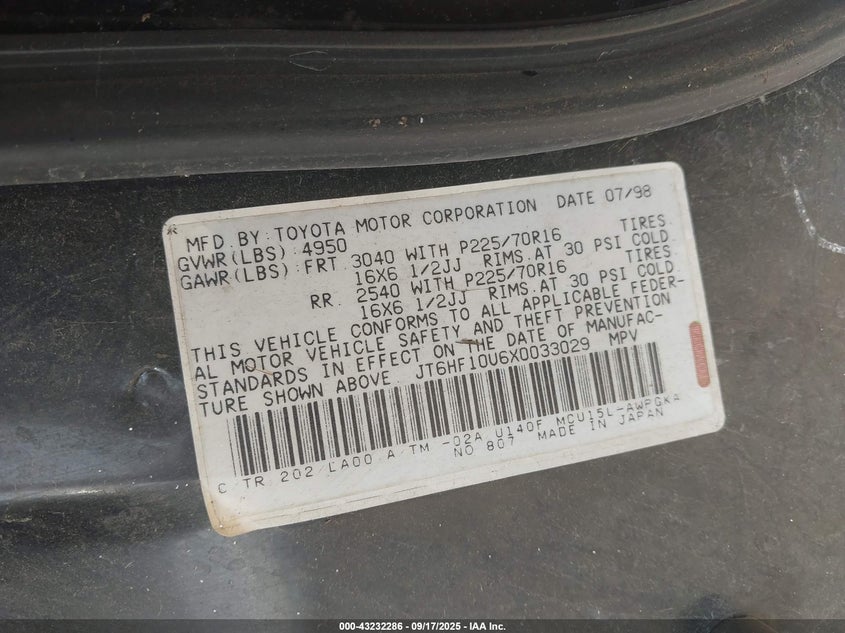 MFD. BY: TOYOTA MOTOR CORPORATION DATE 07/98
GVWR(LBS): 4950
GAWR(LBS): FRT. 3040 WITH P225/70R16 TIRES
16X6 1/2JJ RIMS AT 30 PSI COLD
RR. 2540 WITH P225/70R16 TIRES
16X6 1/2JJ RIMS AT 30 PSI COLD
THIS VEHICLE CONFORMS TO ALL APPLICABLE FEDER-
AL MOTOR VEHICLE SAFETY AND THEFT PREVENTION
STANDARDS IN EFFECT ON THE DATE OF MANUFAC-
TURE SHOWN ABOVE JT6HF10U6X0033029 MPV
C/TR 202/LA00 A/TM -02A U140F MCU15L-AWPGKA
NO 807 MADE IN JAPAN
000-43232286 - 09/17/2025 - IAA Inc.